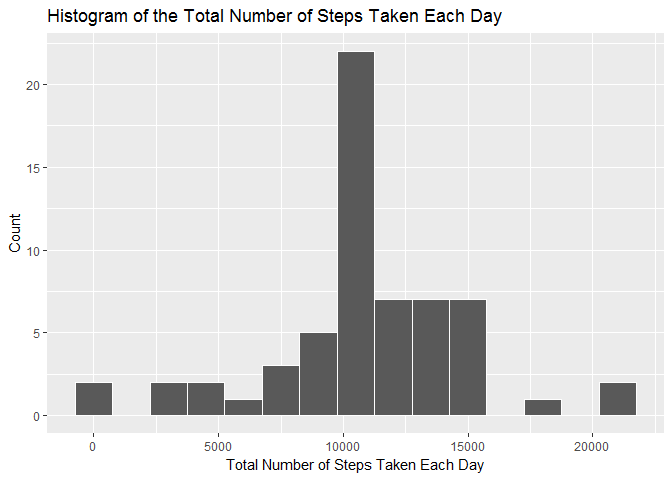 Histogram of the Total Number of Steps Taken Each Day
20
15
10
5
0
Count
0 5000 10000 15000 20000
Total Number of Steps Taken Each Day